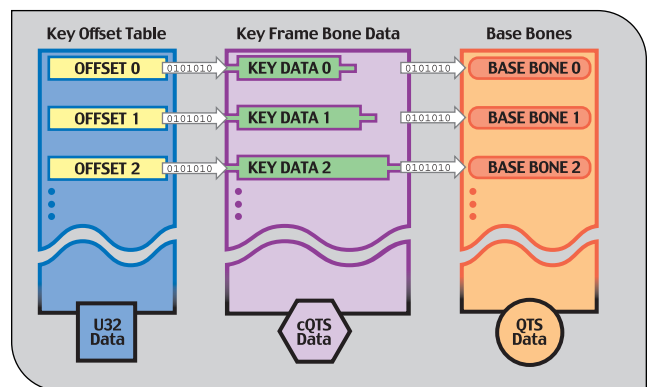 Key Offset Table Key Frame Bone Data Base Bones
OFFSET 0 0101010 KEY DATA 0 0101010 BASE BONE 0
OFFSET 1 0101010 KEY DATA 1 0101010 BASE BONE 1
OFFSET 2 0101010 KEY DATA 2 0101010 BASE BONE 2
U32 Data
cQTS Data
QTS Data